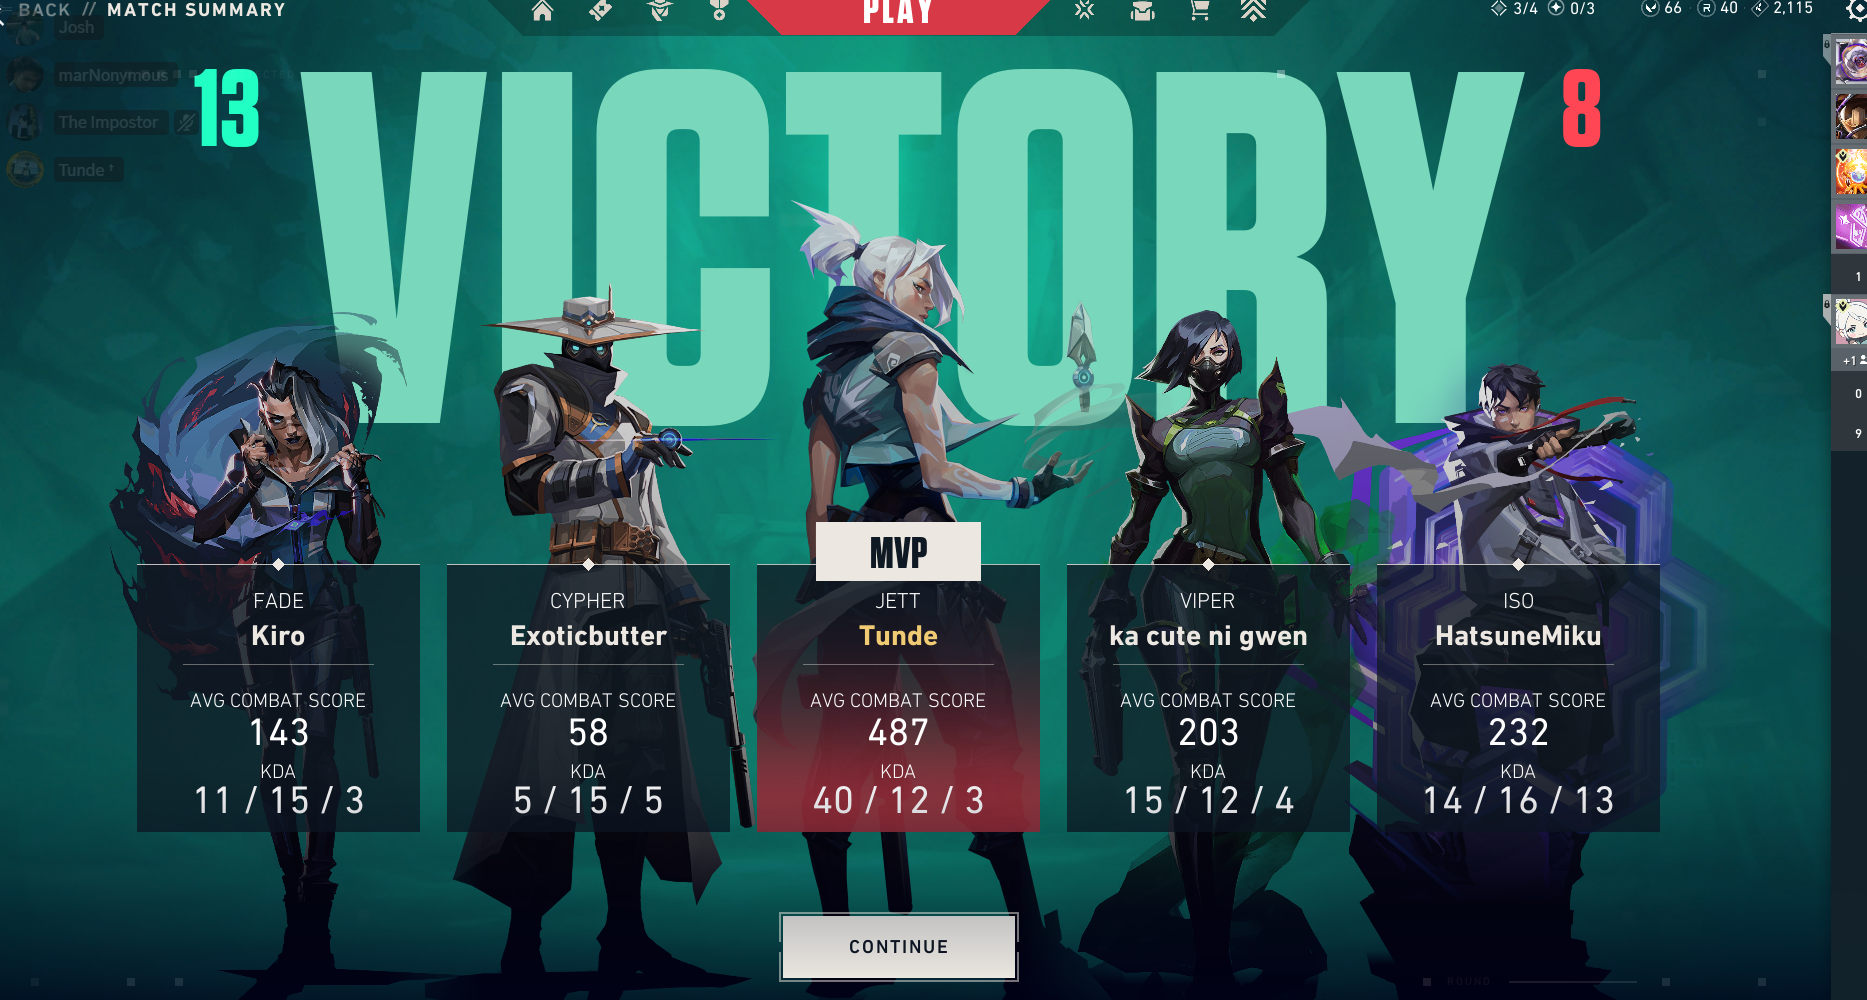 BACK // MATCH SUMMARY
PLAY
3/4 0/3 66 40 2,115
Josh
marNonymous
The Impostor
Tunde †
13
VICTORY
8
1
+1
0
9
MVP
FADE
Kiro
AVG COMBAT SCORE
143
KDA
11 / 15 / 3
CYPHER
Exoticbutter
AVG COMBAT SCORE
58
KDA
5 / 15 / 5
JETT
Tunde
AVG COMBAT SCORE
487
KDA
40 / 12 / 3
VIPER
ka cute ni gwen
AVG COMBAT SCORE
203
KDA
15 / 12 / 4
ISO
HatsuneMiku
AVG COMBAT SCORE
232
KDA
14 / 16 / 13
CONTINUE
ROUND